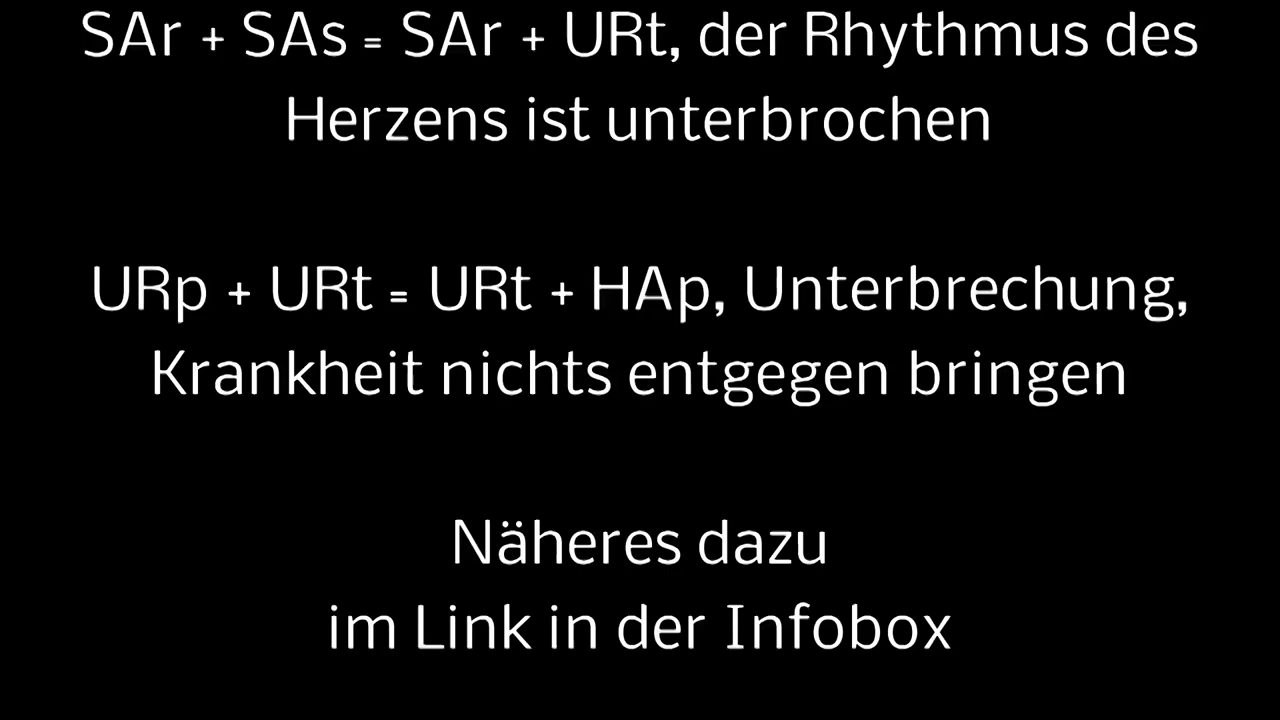 SAr + SAs = SAr + URt, der Rhythmus des
Herzens ist unterbrochen
URp + URt = URt + HAp, Unterbrechung,
Krankheit nichts entgegen bringen
Näheres dazu
im Link in der Infobox